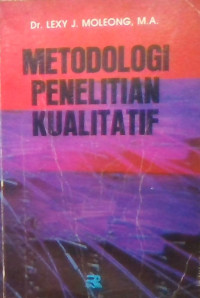 Dr. LEXY J. MOLEONG, M.A.
METODOLOGI
PENELITIAN
KUALITATIF